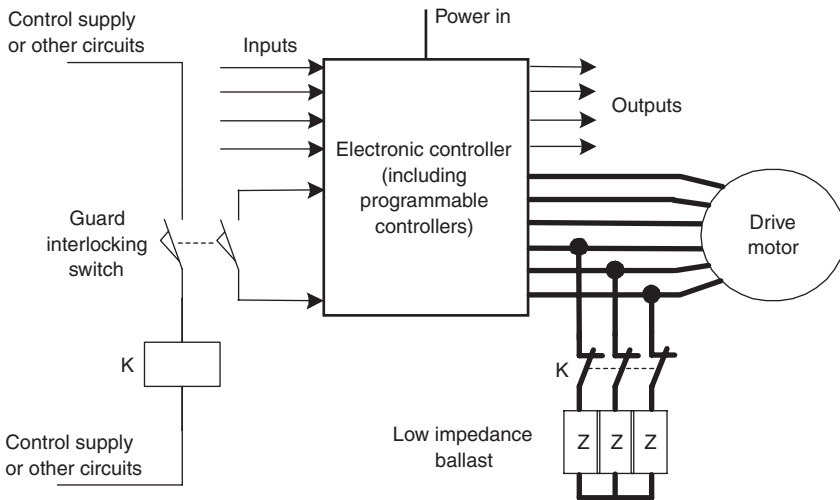 Control supply
or other circuits
Power in
Inputs
Outputs
Electronic controller
(including
programmable
controllers)
Guard
interlocking
switch
Drive
motor
K
K
Low impedance
ballast
Z Z Z
Control supply
or other circuits